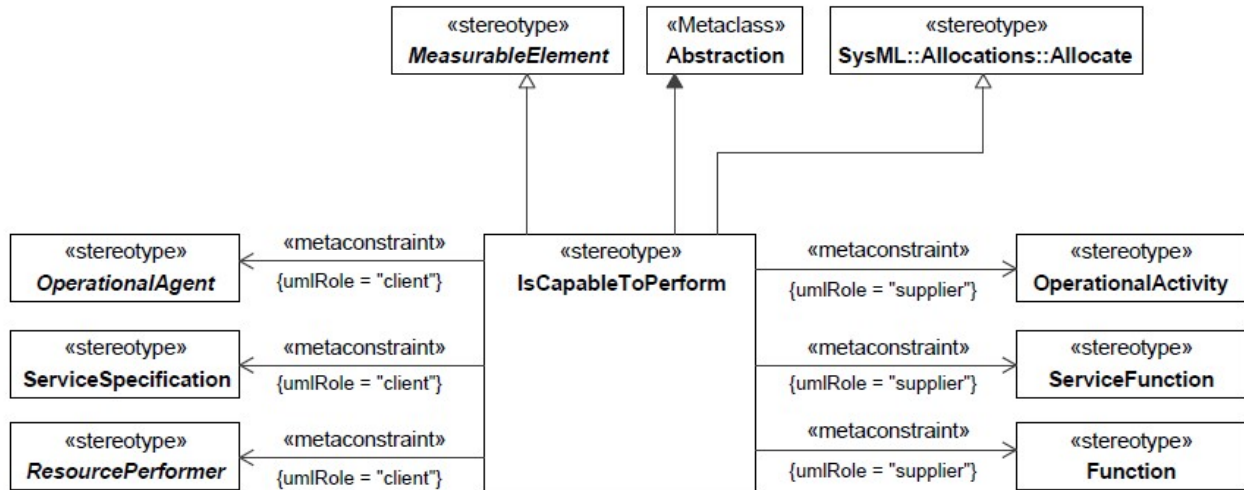 «stereotype»
MeasurableElement
«Metaclass»
Abstraction
«stereotype»
SysML::Allocations::Allocate
«stereotype»
OperationalAgent
«metaconstraint»
{umlRole = "client"}
«stereotype»
IsCapableToPerform
«metaconstraint»
{umlRole = "supplier"}
«stereotype»
OperationalActivity
«stereotype»
ServiceSpecification
«metaconstraint»
{umlRole = "client"}
«metaconstraint»
{umlRole = "supplier"}
«stereotype»
ServiceFunction
«stereotype»
ResourcePerformer
«metaconstraint»
{umlRole = "client"}
«metaconstraint»
{umlRole = "supplier"}
«stereotype»
Function